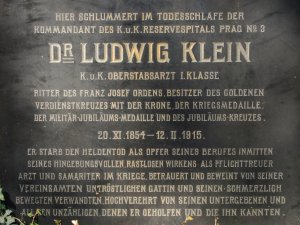 HIER SCHLUMMERT IM TODESSCHLAFE DER
KOMMANDANT DES K.u.K. RESERVESPITALS PRAG No 3
DR LUDWIG KLEIN
K.u.K. OBERSTABSARZT I. KLASSE
RITTER DES FRANZ JOSEF ORDENS, BESITZER DES GOLDENEN
VERDIENSTKREUZES MIT DER KRONE, DER KRIEGSMEDAILLE,
DER MILITÄR-JUBILÄUMS-MEDAILLE UND DES JUBILÄUMS-KREUZES.
20. XI. 1854 – 12. II. 1915.
ER STARB DEN HELDENTOD ALS OPFER SEINES BERUFES INMITTEN
SEINES HINGEBUNGSVOLLEN, RASTLOSEN WIRKENS, ALS PFLICHTTREUER
ARZT UND SAMARITER IM KRIEGE, BETRAUERT UND BEWEINT VON SEINER
VEREINSAMTEN UNTRÖSTLICHEN GATTIN UND SEINEN SCHMERZLICH
BEWEGTEN VERWANDTEN, HOCHVEREHRT VON SEINEN UNTERGEBENEN UND
ALL DEN UNZÄHLIGEN, DENEN ER GEHOLFEN UND DIE IHN KANNTEN.